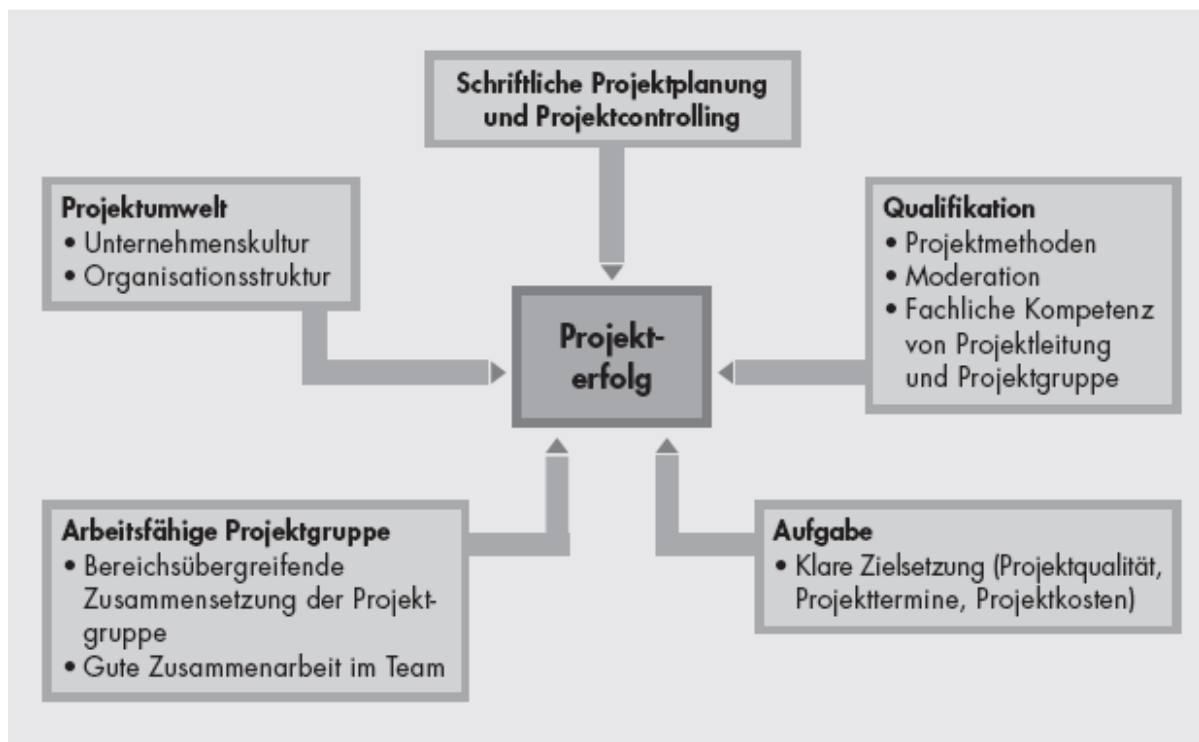 Schriftliche Projektplanung
und Projektcontrolling
Projektumwelt
• Unternehmenskultur
• Organisationsstruktur
Qualifikation
• Projektmethoden
• Moderation
• Fachliche Kompetenz
von Projektleitung
und Projektgruppe
Projekt-
erfolg
Arbeitsfähige Projektgruppe
• Bereichsübergreifende
Zusammensetzung der Projekt-
gruppe
• Gute Zusammenarbeit im Team
Aufgabe
• Klare Zielsetzung (Projektqualität,
Projekttermine, Projektkosten)